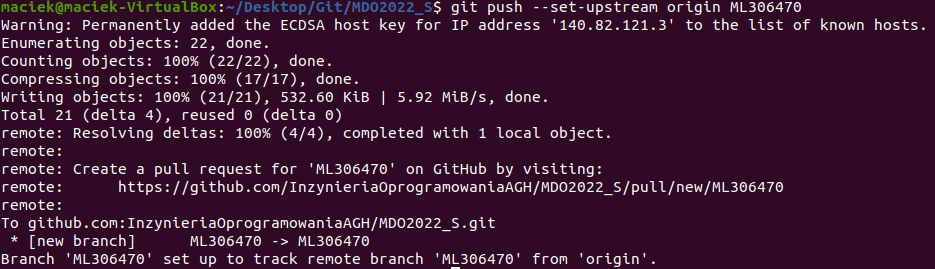 maciek@maciek-VirtualBox:~/Desktop/Git/MDO2022_S$ git push --set-upstream origin ML306470
Warning: Permanently added the ECDSA host key for IP address '140.82.121.3' to the list of known hosts.
Enumerating objects: 22, done.
Counting objects: 100% (22/22), done.
Compressing objects: 100% (17/17), done.
Writing objects: 100% (21/21), 532.60 KiB | 5.92 MiB/s, done.
Total 21 (delta 4), reused 0 (delta 0)
remote: Resolving deltas: 100% (4/4), completed with 1 local object.
remote:
remote: Create a pull request for 'ML306470' on GitHub by visiting:
remote:      https://github.com/InzynieriaOprogramowaniaAGH/MDO2022_S/pull/new/ML306470
remote:
To github.com:InzynieriaOprogramowaniaAGH/MDO2022_S.git
 * [new branch]      ML306470 -> ML306470
Branch 'ML306470' set up to track remote branch 'ML306470' from 'origin'.